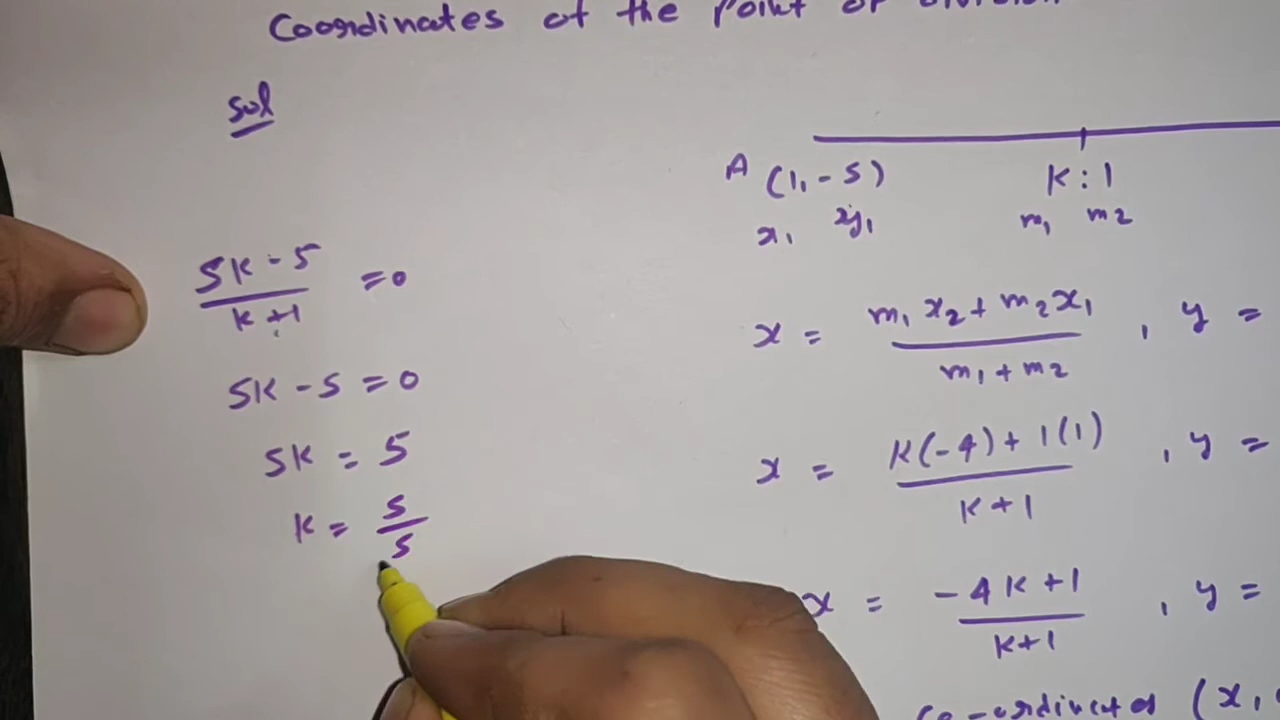 Coordinates of the Point of division
Sol
5k-5/k+1 =0
5k-5=0
5k=5
k=5/5
A (1,-5)
k:1
x1 y1
m1 m2
x = m1x2+m2x1/m1+m2 , y =
x = k(-4)+1(1)/k+1 , y =
x = -4k+1/k+1 , y =
co-ordinates (x,